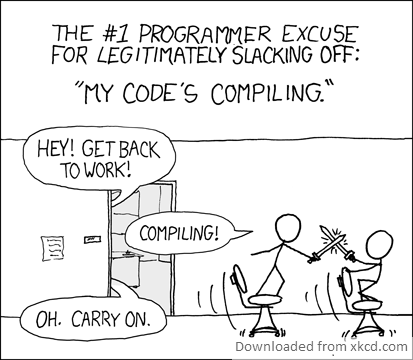 THE #1 PROGRAMMER EXCUSE
FOR LEGITIMATELY SLACKING OFF:
"MY CODE'S COMPILING."
HEY! GET BACK
TO WORK!
COMPILING!
OH. CARRY ON.
Downloaded from xkcd.com